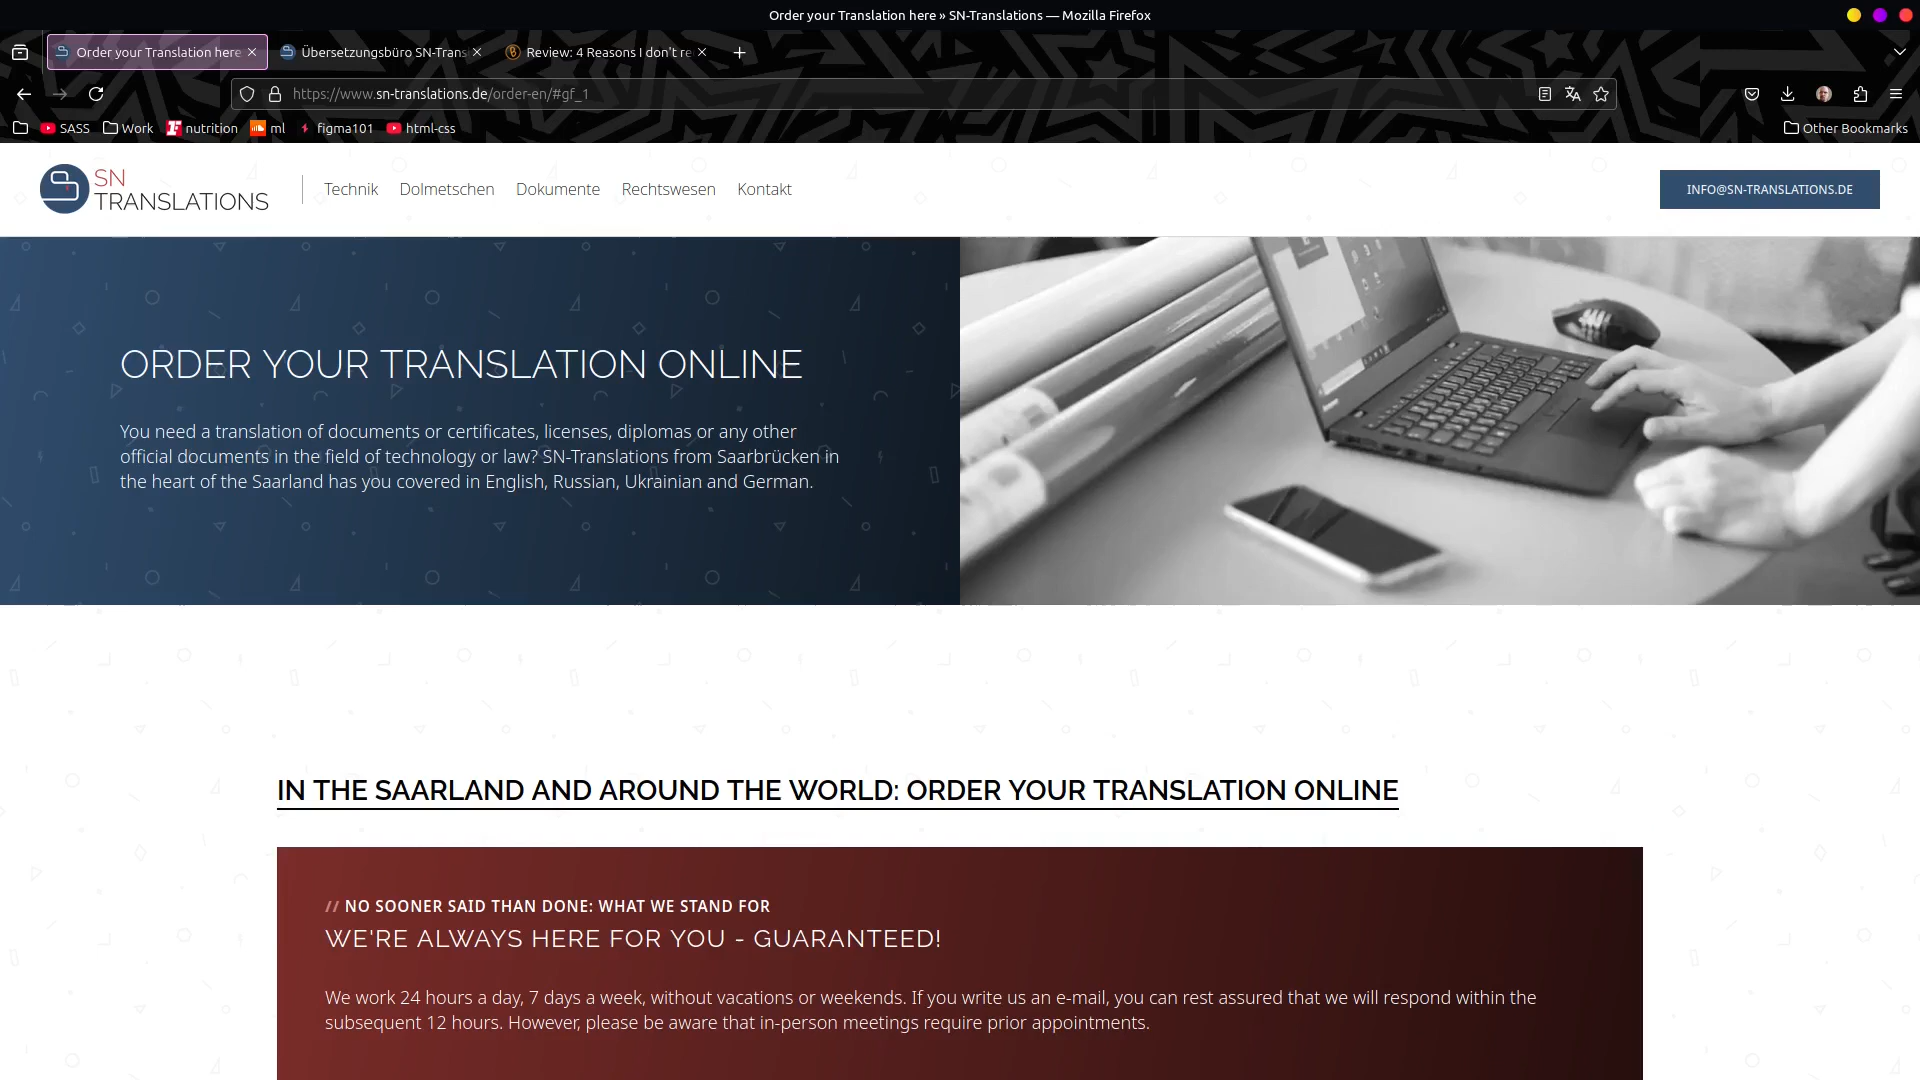 Order your Translation here » SN-Translations — Mozilla Firefox
Order your Translation here
Übersetzungsbüro SN-Trans
Review: 4 Reasons I don't re
https://www.sn-translations.de/order-en/#gf_1
SASS
Work
nutrition
ml
figma101
html-css
Other Bookmarks
SN
TRANSLATIONS
Technik
Dolmetschen
Dokumente
Rechtswesen
Kontakt
INFO@SN-TRANSLATIONS.DE
ORDER YOUR TRANSLATION ONLINE
You need a translation of documents or certificates, licenses, diplomas or any other
official documents in the field of technology or law? SN-Translations from Saarbrücken in
the heart of the Saarland has you covered in English, Russian, Ukrainian and German.
IN THE SAARLAND AND AROUND THE WORLD: ORDER YOUR TRANSLATION ONLINE
// NO SOONER SAID THAN DONE: WHAT WE STAND FOR
WE'RE ALWAYS HERE FOR YOU - GUARANTEED!
We work 24 hours a day, 7 days a week, without vacations or weekends. If you write us an e-mail, you can rest assured that we will respond within the
subsequent 12 hours. However, please be aware that in-person meetings require prior appointments.